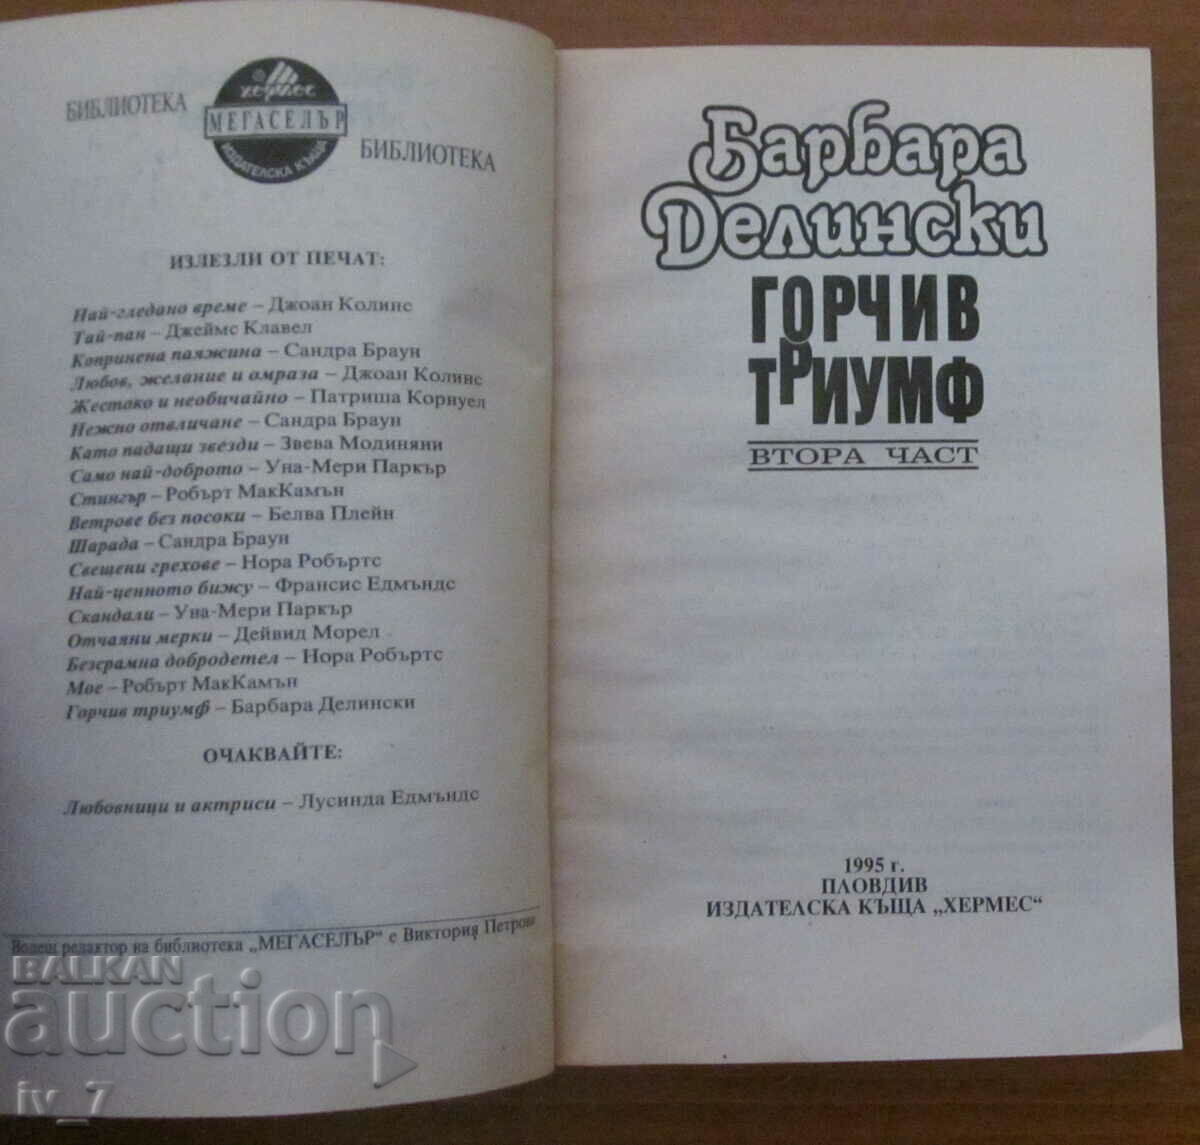 БИБЛИОТЕКА
хермес
МЕГАСЕЛЪР
ИЗДАТЕЛСКА КЪЩА
БИБЛИОТЕКА
ИЗЛЕЗЛИ ОТ ПЕЧАТ:
Най-гледано време – Джоан Колинс
Тай-пан – Джеймс Клавел
Копринена паяжина – Сандра Браун
Любов, желание и омраза – Джоан Колинс
Жестоко и необичайно – Патриша Корнуел
Нежно отвличане – Сандра Браун
Като падащи звезди – Звева Модиняни
Само най-доброто – Уна-Мери Паркър
Стингър – Робърт МакКамън
Ветрове без посоки – Белва Плейн
Шарада – Сандра Браун
Свещени грехове – Нора Робъртс
Най-ценното бижу – Франсис Едмъндс
Скандали – Уна-Мери Паркър
Отчаяни мерки – Дейвид Морел
Безсрамна добродетел – Нора Робъртс
Мое – Робърт МакКамън
Горчив триумф – Барбара Делински
ОЧАКВАЙТЕ:
Любовници и актриси – Лусинда Едмъндс
Водещ редактор на библиотека „МЕГАСЕЛЪР“ е Виктория Петрова
Барбара
Делински
ГОРЧИВ
ТРИУМФ
ВТОРА ЧАСТ
1995 г.
ПЛОВДИВ
ИЗДАТЕЛСКА КЪЩА „ХЕРМЕС“
BALKAN
auction
iv_7